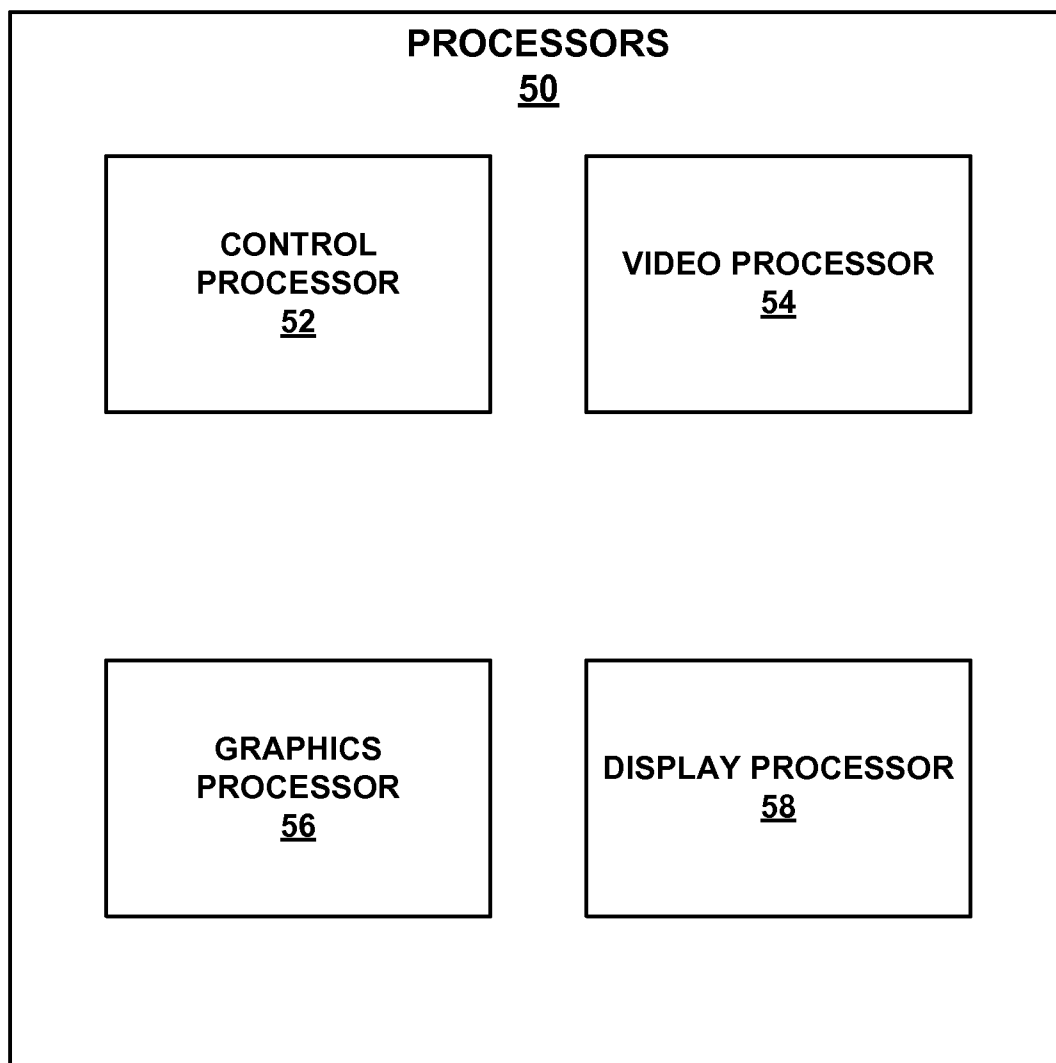 PROCESSORS
50
CONTROL
PROCESSOR
52
VIDEO PROCESSOR
54
GRAPHICS
PROCESSOR
56
DISPLAY PROCESSOR
58